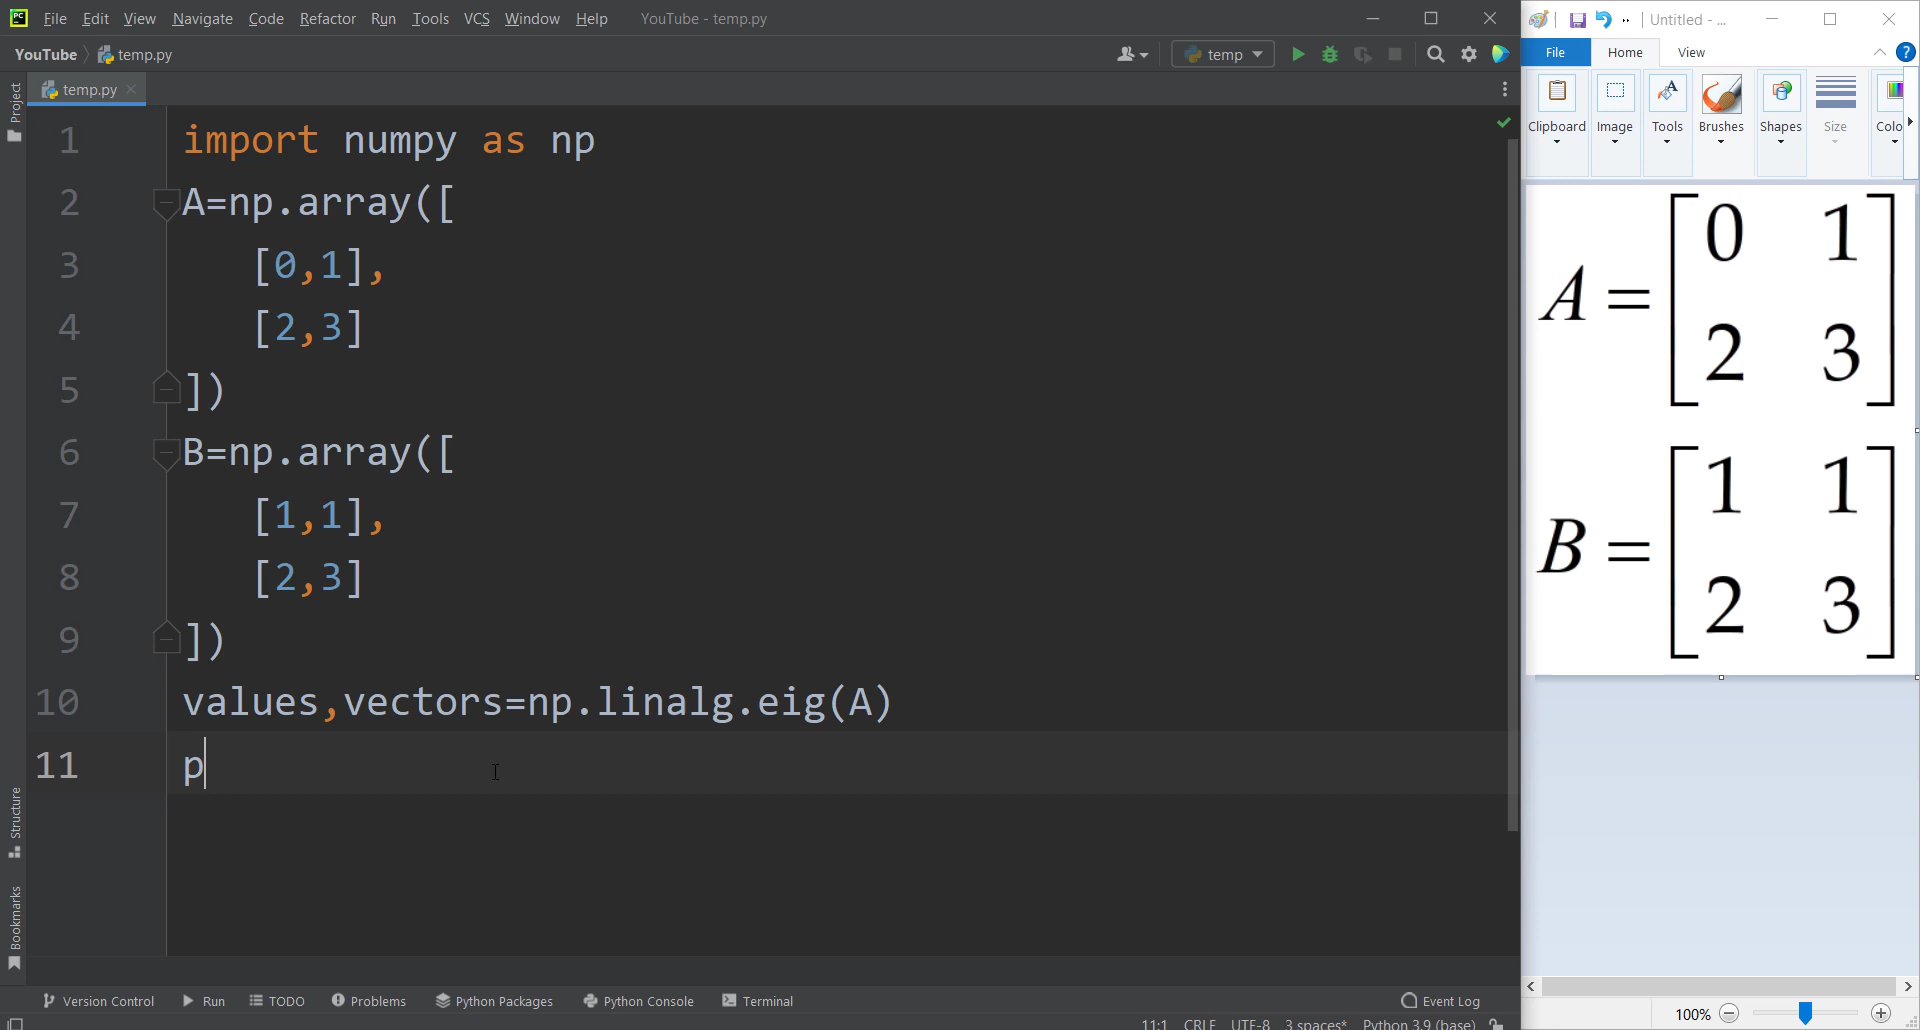 PC File Edit View Navigate Code Refactor Run Tools VCS Window Help YouTube - temp.py
YouTube temp.py temp
temp.py
Project
1 import numpy as np
2 A=np.array([
3 [0,1],
4 [2,3]
5 ])
6 B=np.array([
7 [1,1],
8 [2,3]
9 ])
10 values,vectors=np.linalg.eig(A)
11 p
Structure
Bookmarks
Version Control Run TODO Problems Python Packages Python Console Terminal Event Log
11:1 CRLF UTF-8 3 spaces* Python 3.9 (base)
Untitled - ...
File Home View ?
Clipboard Image Tools Brushes Shapes Size Colo
A = [0 1
2 3]
B = [1 1
2 3]
100%